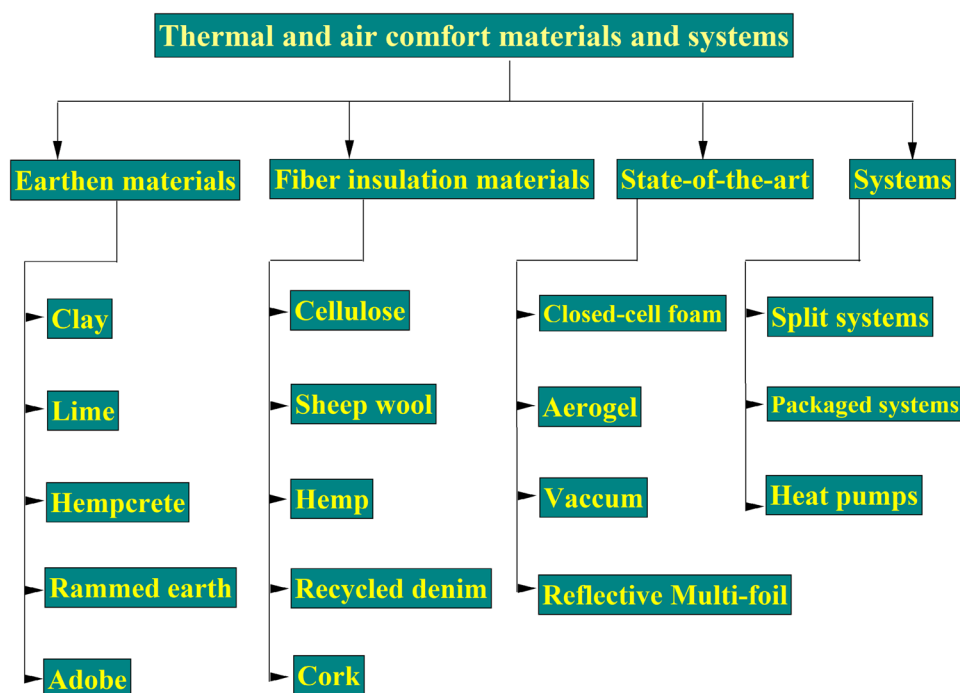 Thermal and air comfort materials and systems
Earthen materials
Fiber insulation materials
State-of-the-art
Systems
Clay
Lime
Hempcrete
Rammed earth
Adobe
Cellulose
Sheep wool
Hemp
Recycled denim
Cork
Closed-cell foam
Aerogel
Vaccum
Reflective Multi-foil
Split systems
Packaged systems
Heat pumps